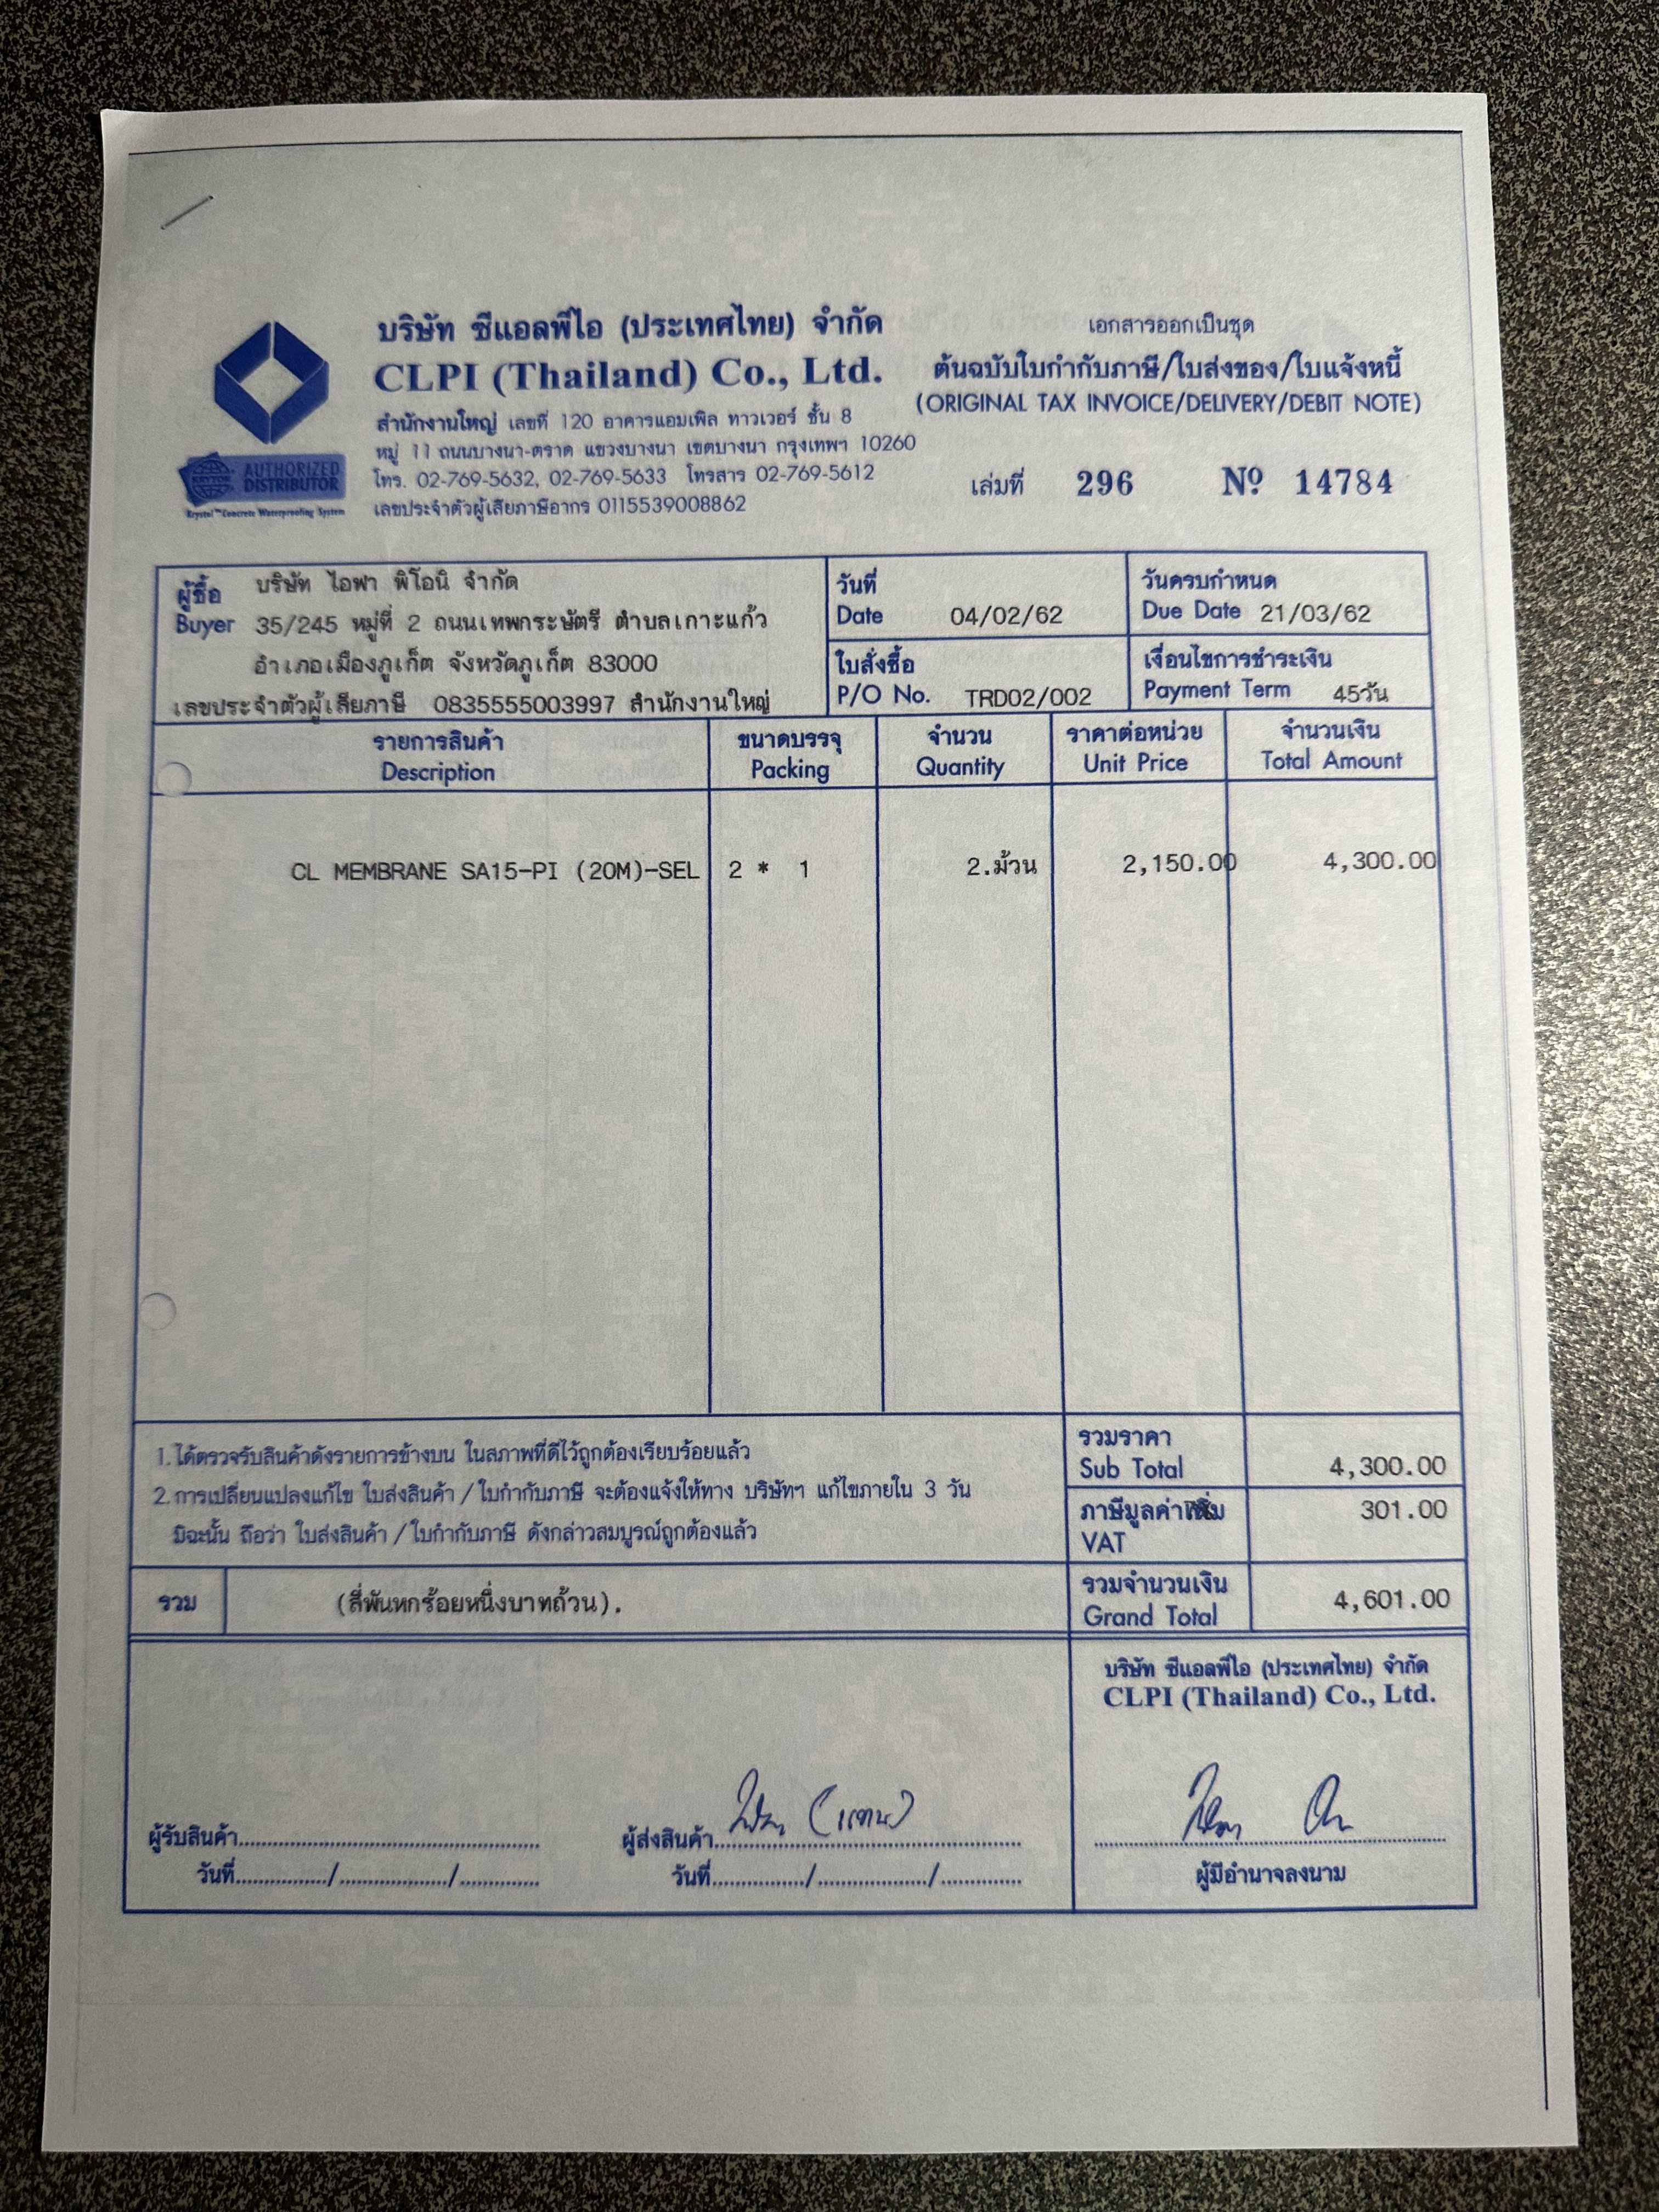 บริษัท ซีแอลพีไอ (ประเทศไทย) จำกัด
CLPI (Thailand) Co., Ltd.
สำนักงานใหญ่ เลขที่ 120 อาคารแอมเพิล ทาวเวอร์ ชั้น 8
หมู่ 11 ถนนบางนา-ตราด แขวงบางนา เขตบางนา กรุงเทพฯ 10260
โทร. 02-769-5632, 02-769-5633 โทรสาร 02-769-5612
เลขประจำตัวผู้เสียภาษีอากร 0115539008862
AUTHORIZED
DISTRIBUTOR
Krystol™ Concrete Waterproofing System
เอกสารออกเป็นชุด
ต้นฉบับใบกำกับภาษี/ใบส่งของ/ใบแจ้งหนี้
(ORIGINAL TAX INVOICE/DELIVERY/DEBIT NOTE)
เล่มที่ 296 Nº 14784
ผู้ซื้อ บริษัท ไอฟา พิโอนิ จำกัด
Buyer 35/245 หมู่ที่ 2 ถนนเทพกระษัตรี ตำบลเกาะแก้ว
อำเภอเมืองภูเก็ต จังหวัดภูเก็ต 83000
เลขประจำตัวผู้เสียภาษี 0835555003997 สำนักงานใหญ่
วันที่
Date 04/02/62
วันครบกำหนด
Due Date 21/03/62
ใบสั่งซื้อ
P/O No. TRD02/002
เงื่อนไขการชำระเงิน
Payment Term 45วัน
รายการสินค้า ขนาดบรรจุ จำนวน ราคาต่อหน่วย จำนวนเงิน
Description Packing Quantity Unit Price Total Amount
CL MEMBRANE SA15-PI (20M)-SEL 2 * 1 2.ม้วน 2,150.00 4,300.00
1. ได้ตรวจรับสินค้าดังรายการข้างบน ในสภาพที่ดีไว้ถูกต้องเรียบร้อยแล้ว
2. การเปลี่ยนแปลงแก้ไข ใบส่งสินค้า / ใบกำกับภาษี จะต้องแจ้งให้ทาง บริษัทฯ แก้ไขภายใน 3 วัน
มิฉะนั้น ถือว่า ใบส่งสินค้า / ใบกำกับภาษี ดังกล่าวสมบูรณ์ถูกต้องแล้ว
รวมราคา
Sub Total 4,300.00
ภาษีมูลค่าเพิ่ม 301.00
VAT
รวม (สี่พันหกร้อยหนึ่งบาทถ้วน).
รวมจำนวนเงิน
Grand Total 4,601.00
บริษัท ซีแอลพีไอ (ประเทศไทย) จำกัด
CLPI (Thailand) Co., Ltd.
ผู้รับสินค้า
วันที่ / /
ผู้ส่งสินค้า (แทน)
วันที่ / /
ผู้มีอำนาจลงนาม